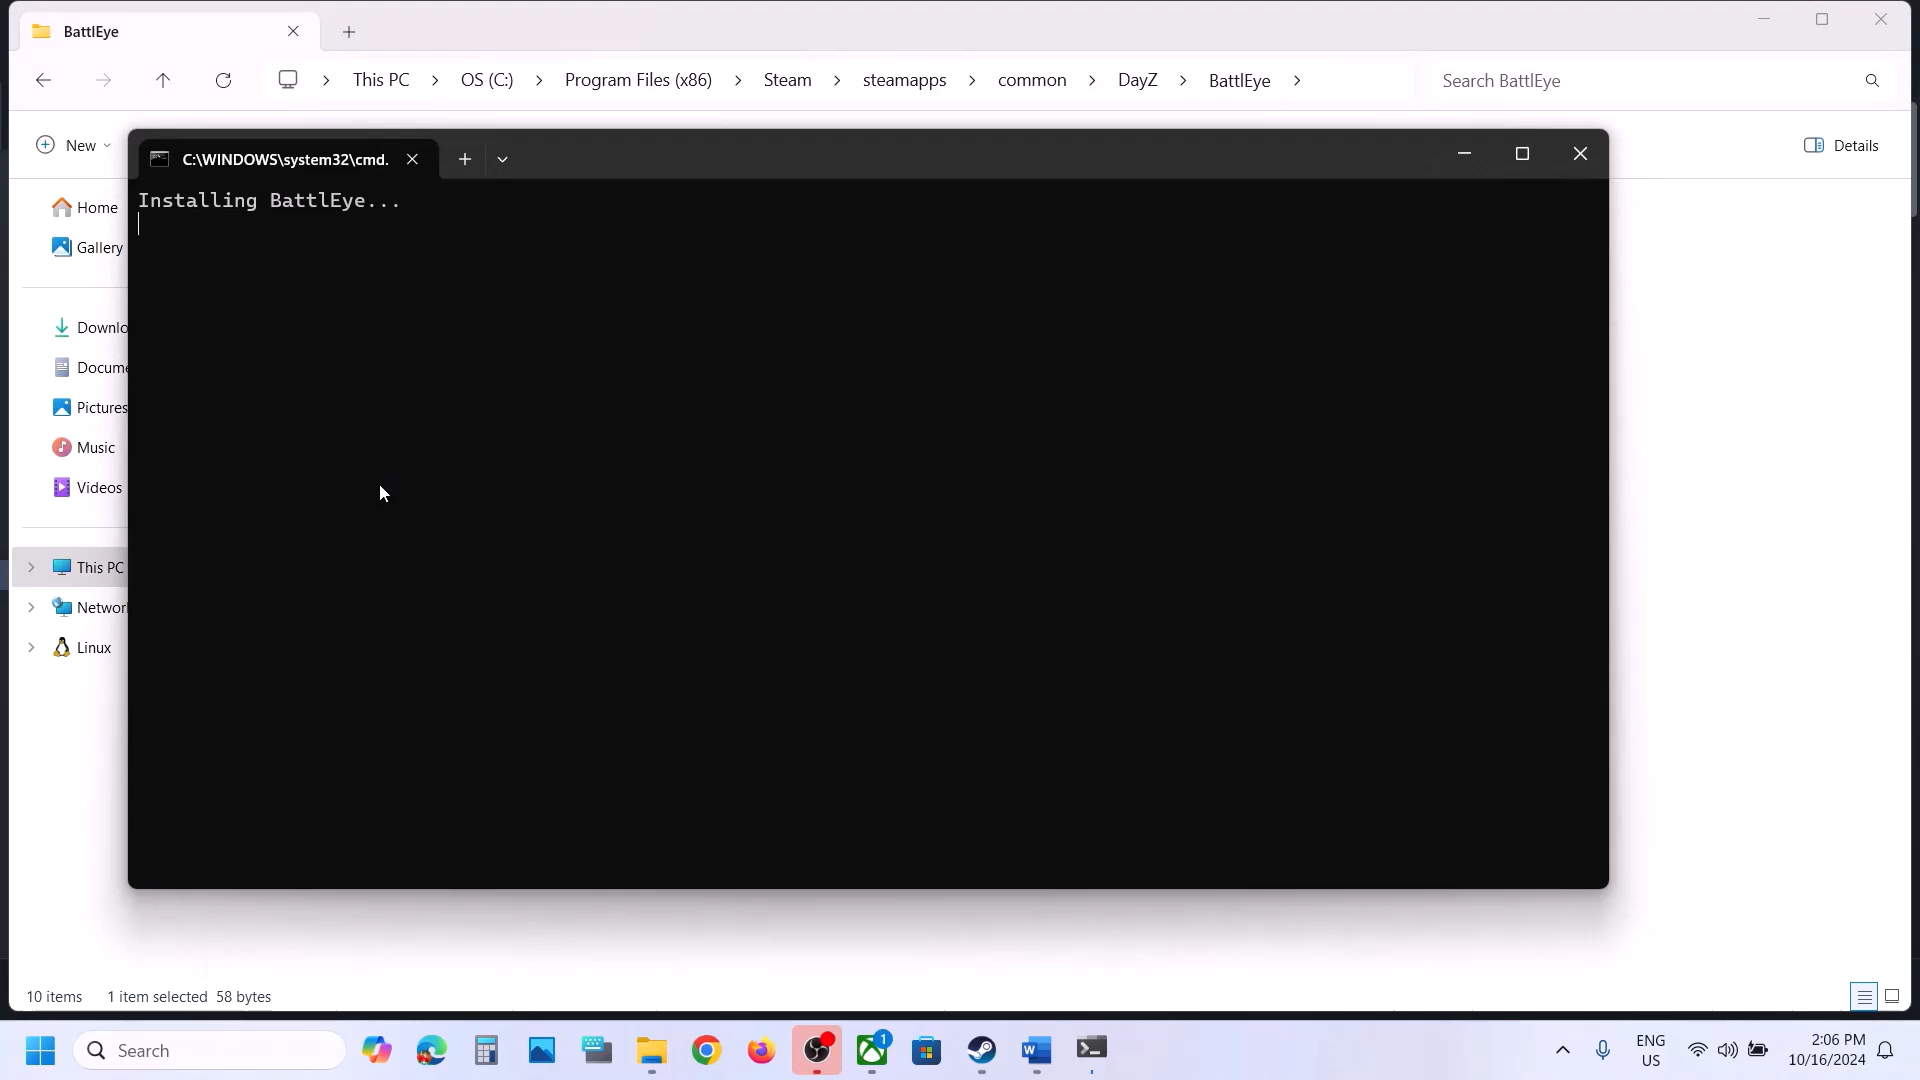 BattlEye
This PC
OS (C:)
Program Files (x86)
Steam
steamapps
common
DayZ
BattlEye
Search BattlEye
New
Details
C:\WINDOWS\system32\cmd.
Installing BattlEye...
Home
Gallery
Downlo
Docume
Pictures
Music
Videos
This PC
Networ
Linux
10 items
1 item selected 58 bytes
Search
1
ENG
US
2:06 PM
10/16/2024